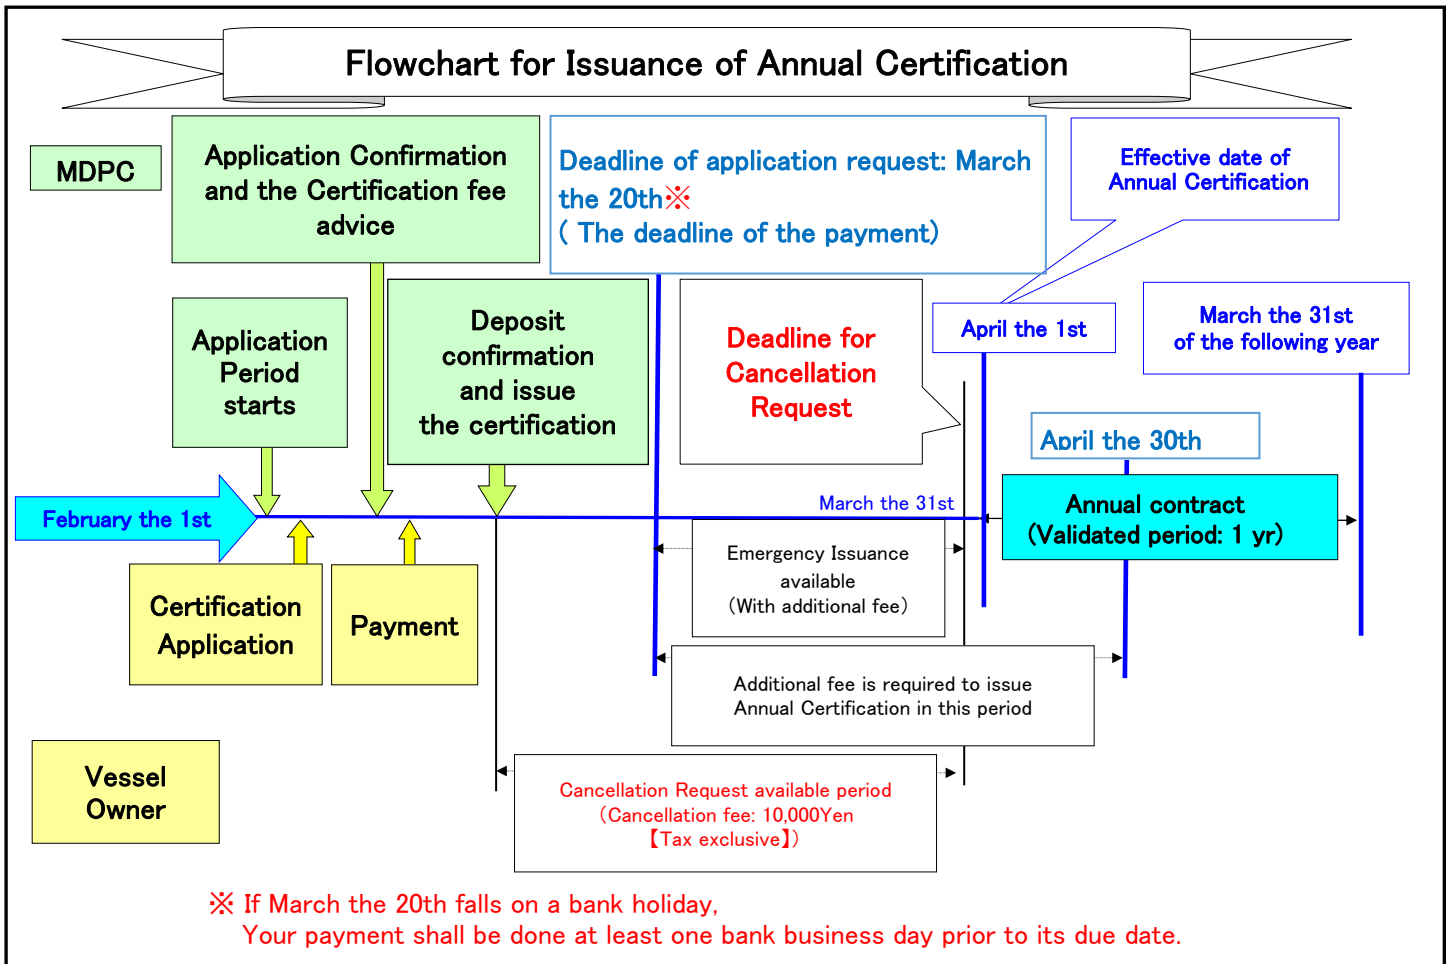 Flowchart for Issuance of Annual Certification
MDPC
Application Confirmation
and the Certification fee
advice
Deadline of application request: March
the 20th※
( The deadline of the payment)
Effective date of
Annual Certification
Application
Period
starts
Deposit
confirmation
and issue
the certification
Deadline for
Cancellation
Request
April the 1st
March the 31st
of the following year
April the 30th
February the 1st
March the 31st
Annual contract
(Validated period: 1 yr)
Emergency Issuance
available
(With additional fee)
Certification
Application
Payment
Additional fee is required to issue
Annual Certification in this period
Vessel
Owner
Cancellation Request available period
(Cancellation fee: 10,000Yen
【Tax exclusive】)
※ If March the 20th falls on a bank holiday,
Your payment shall be done at least one bank business day prior to its due date.